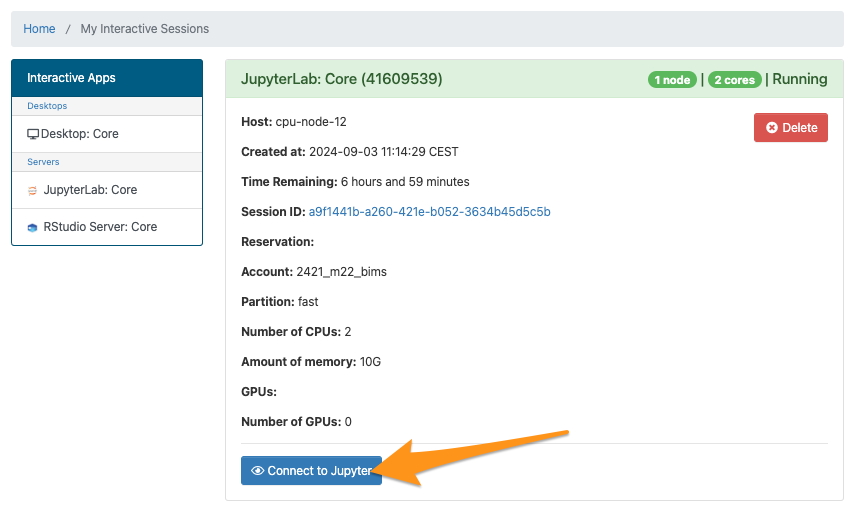 Home / My Interactive Sessions
Interactive Apps
Desktops
Desktop: Core
Servers
JupyterLab: Core
RStudio Server: Core
JupyterLab: Core (41609539)
1 node | 2 cores | Running
Host: cpu-node-12
Delete
Created at: 2024-09-03 11:14:29 CEST
Time Remaining: 6 hours and 59 minutes
Session ID: a9f1441b-a260-421e-b052-3634b45d5c5b
Reservation:
Account: 2421_m22_bims
Partition: fast
Number of CPUs: 2
Amount of memory: 10G
GPUs:
Number of GPUs: 0
Connect to Jupyter